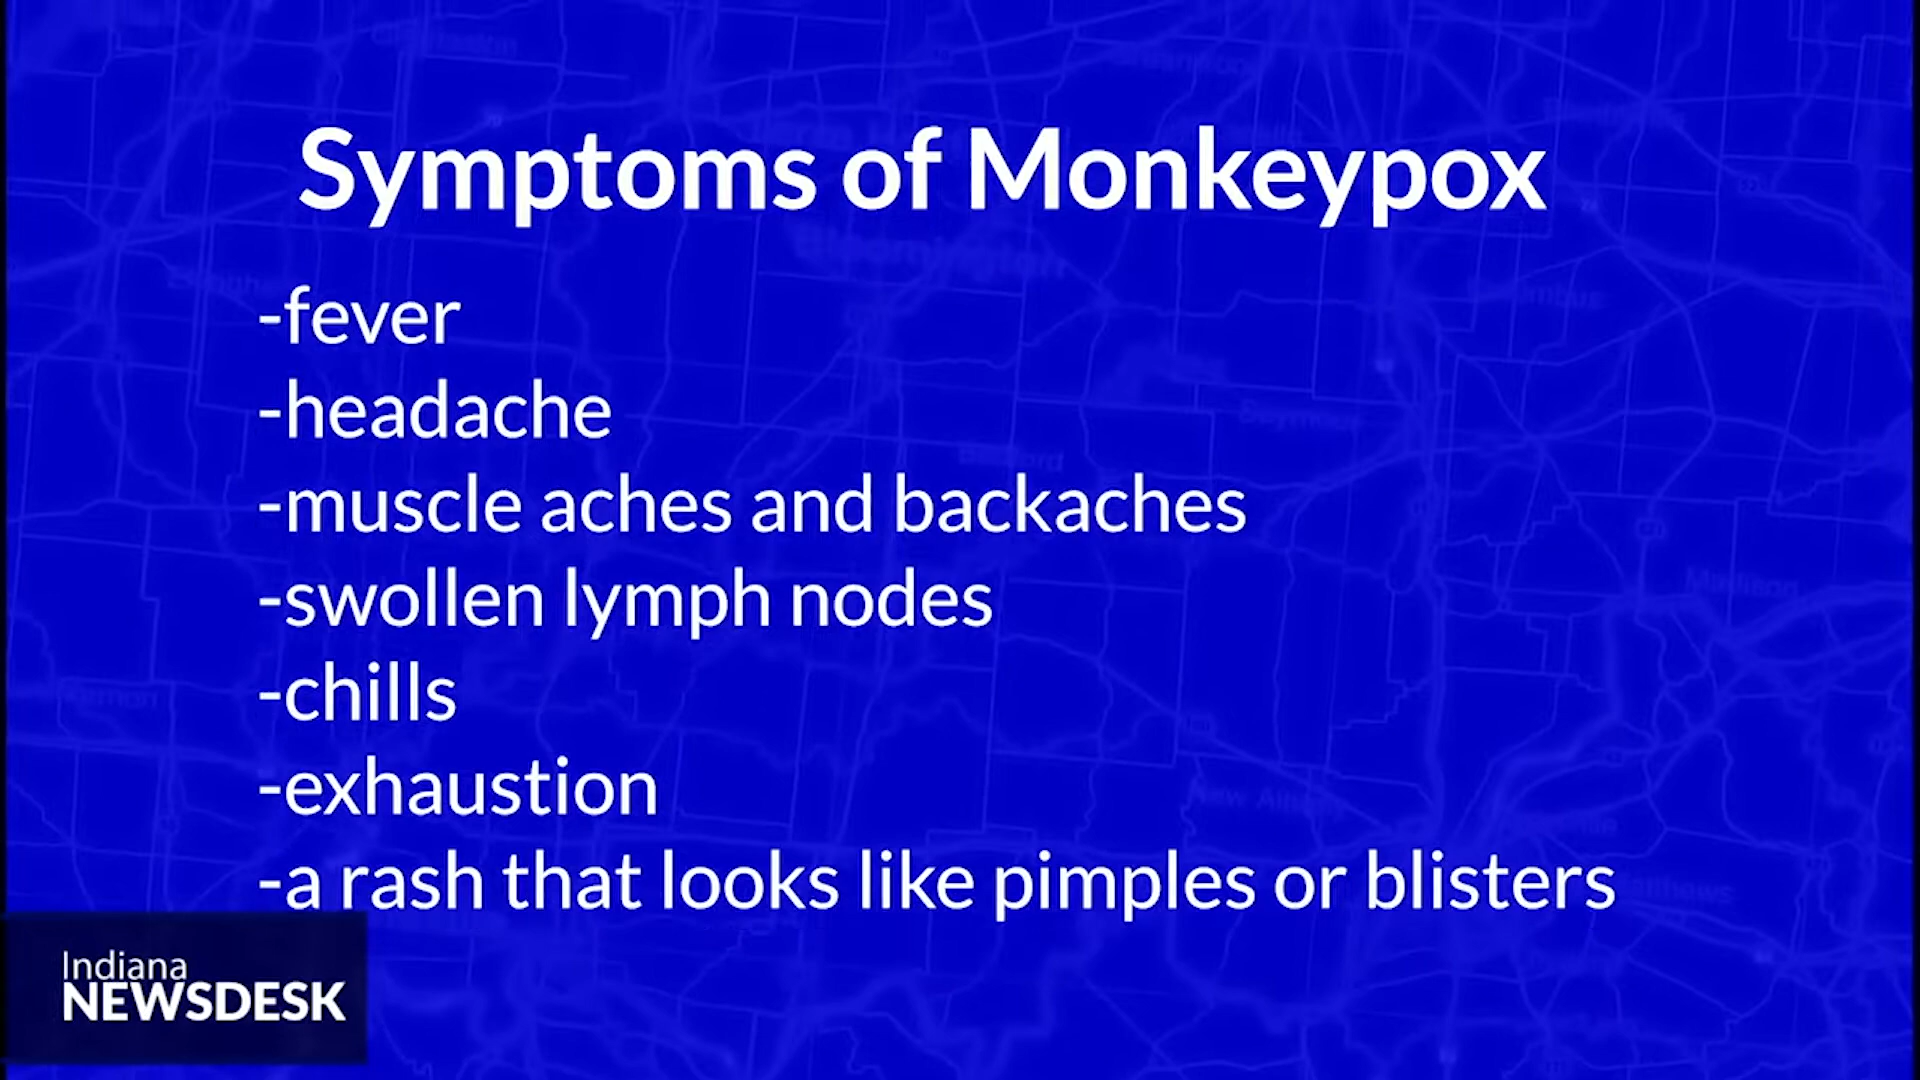 Symptoms of Monkeypox
-fever
-headache
-muscle aches and backaches
-swollen lymph nodes
-chills
-exhaustion
-a rash that looks like pimples or blisters
Indiana
NEWSDESK